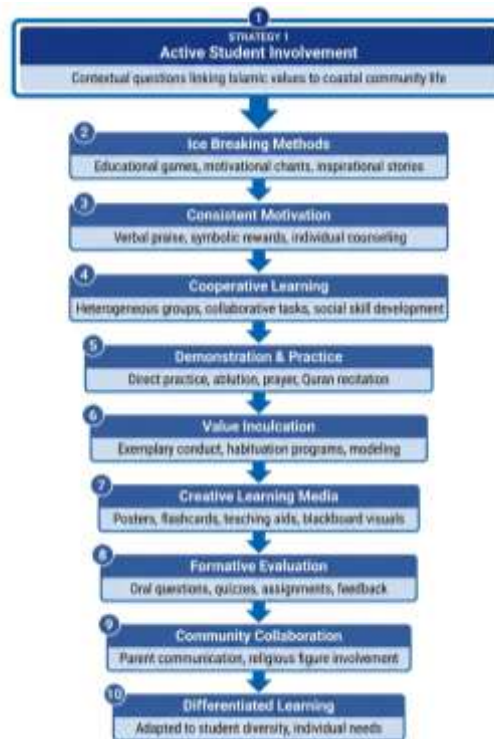 1
STRATEGY 1
Active Student Involvement
Contextual questions linking Islamic values to coastal community life
2
Ice Breaking Methods
Educational games, motivational chants, inspirational stories
3
Consistent Motivation
Verbal praise, symbolic rewards, individual counseling
4
Cooperative Learning
Heterogeneous groups, collaborative tasks, social skill development
5
Demonstration & Practice
Direct practice, ablution, prayer, Quran recitation
6
Value Inculcation
Exemplary conduct, habituation programs, modeling
7
Creative Learning Media
Posters, flashcards, teaching aids, blackboard visuals
8
Formative Evaluation
Oral questions, quizzes, assignments, feedback
9
Community Collaboration
Parent communication, religious figure involvement
10
Differentiated Learning
Adapted to student diversity, individual needs